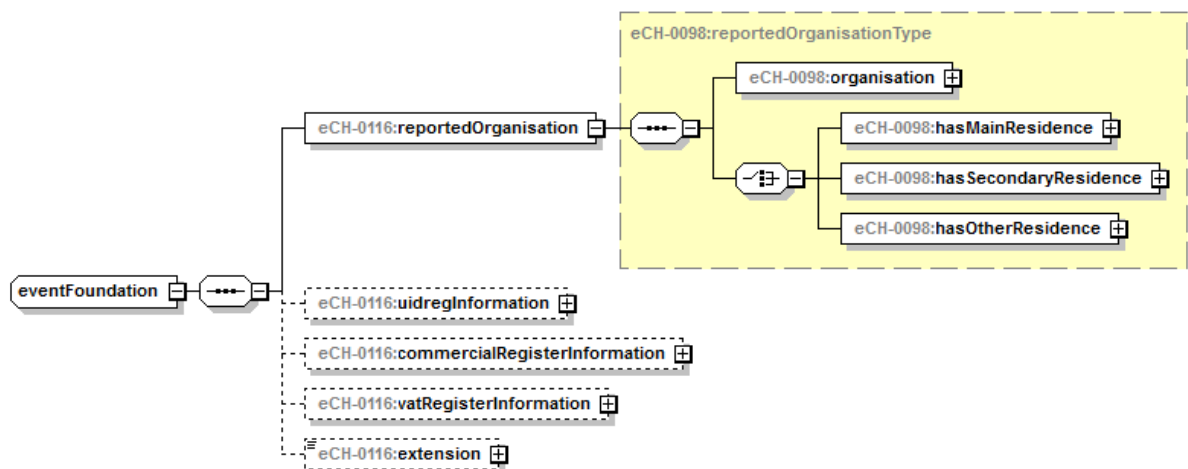 eCH-0098:reportedOrganisationType
eCH-0098:organisation
eCH-0116:reportedOrganisation
eCH-0098:hasMainResidence
eCH-0098:hasSecondaryResidence
eCH-0098:hasOtherResidence
eventFoundation
eCH-0116:uidregInformation
eCH-0116:commercialRegisterInformation
eCH-0116:vatRegisterInformation
eCH-0116:extension